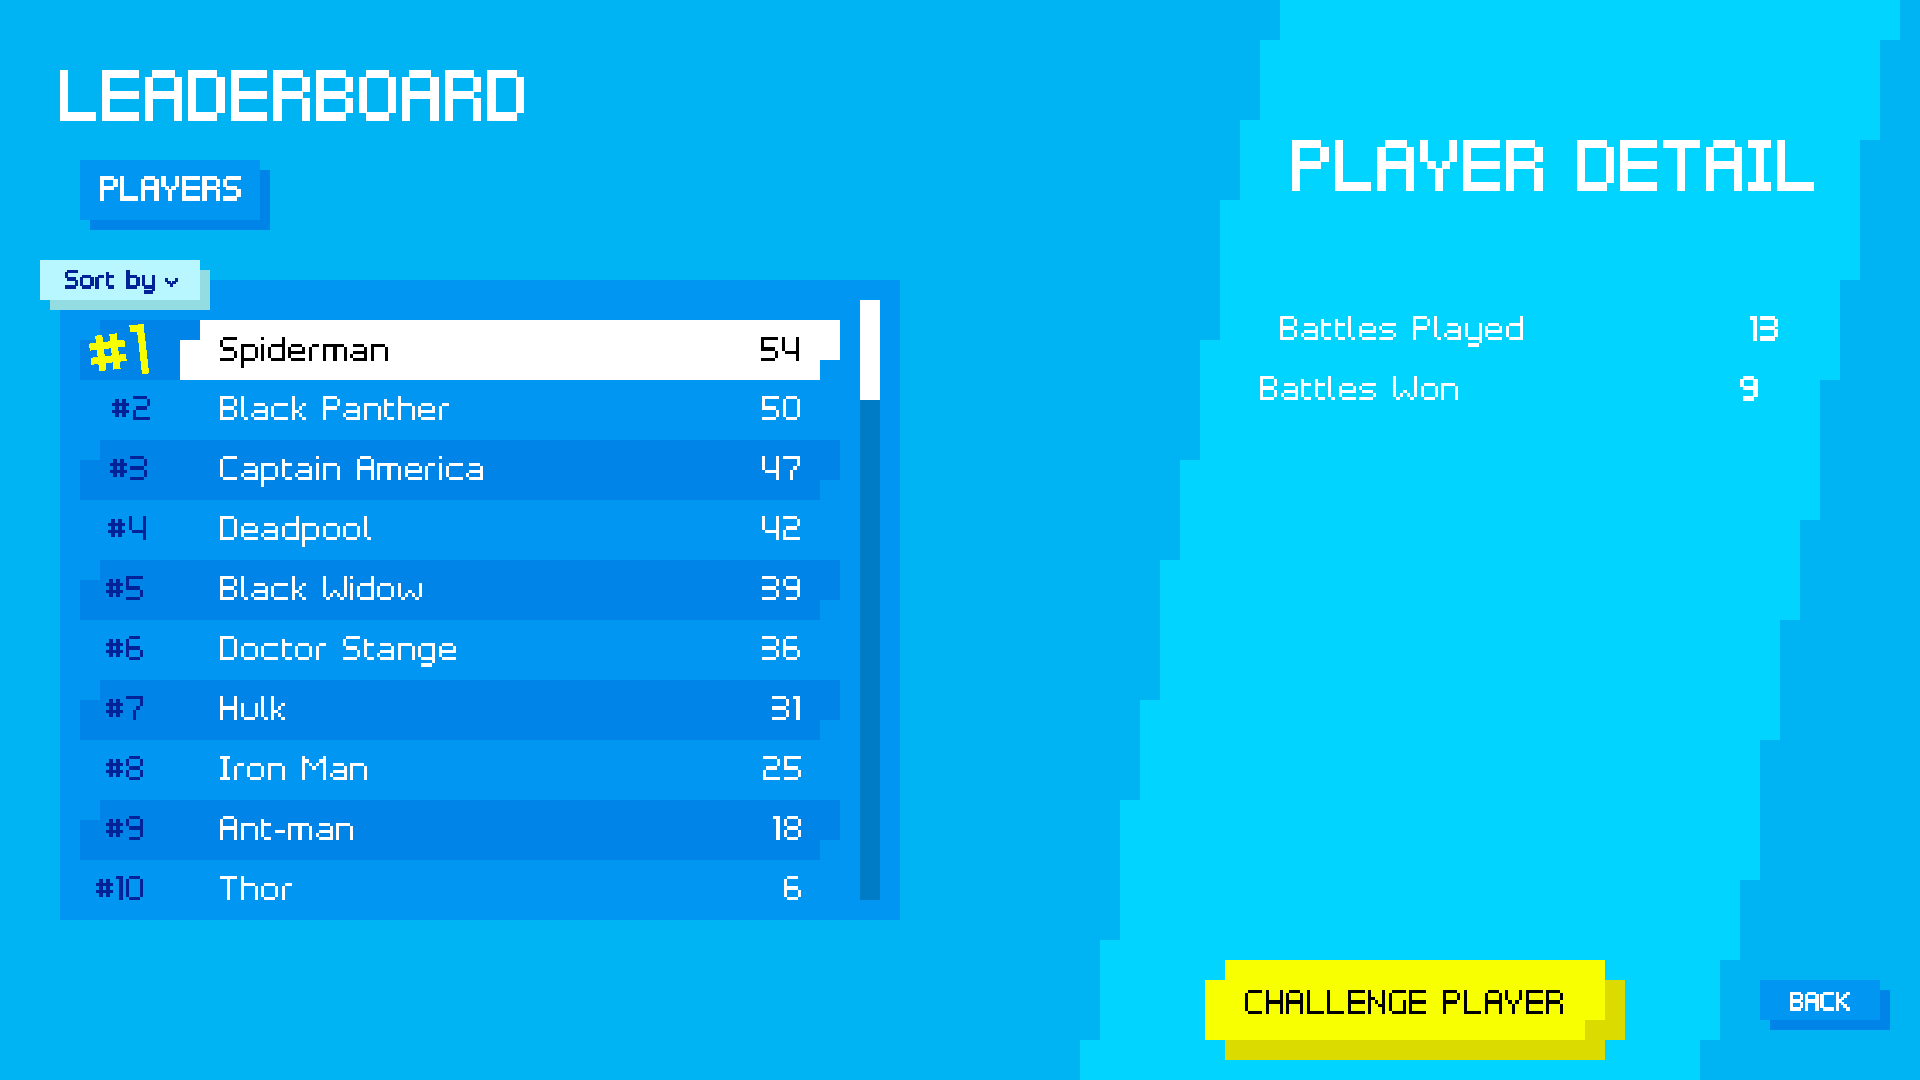 LEADERBOARD
PLAYERS
Sort by
#1 Spiderman 54
#2 Black Panther 50
#3 Captain America 47
#4 Deadpool 42
#5 Black Widow 39
#6 Doctor Stange 36
#7 Hulk 31
#8 Iron Man 25
#9 Ant-man 18
#10 Thor 6
PLAYER DETAIL
Battles Played 13
Battles Won 9
CHALLENGE PLAYER
BACK